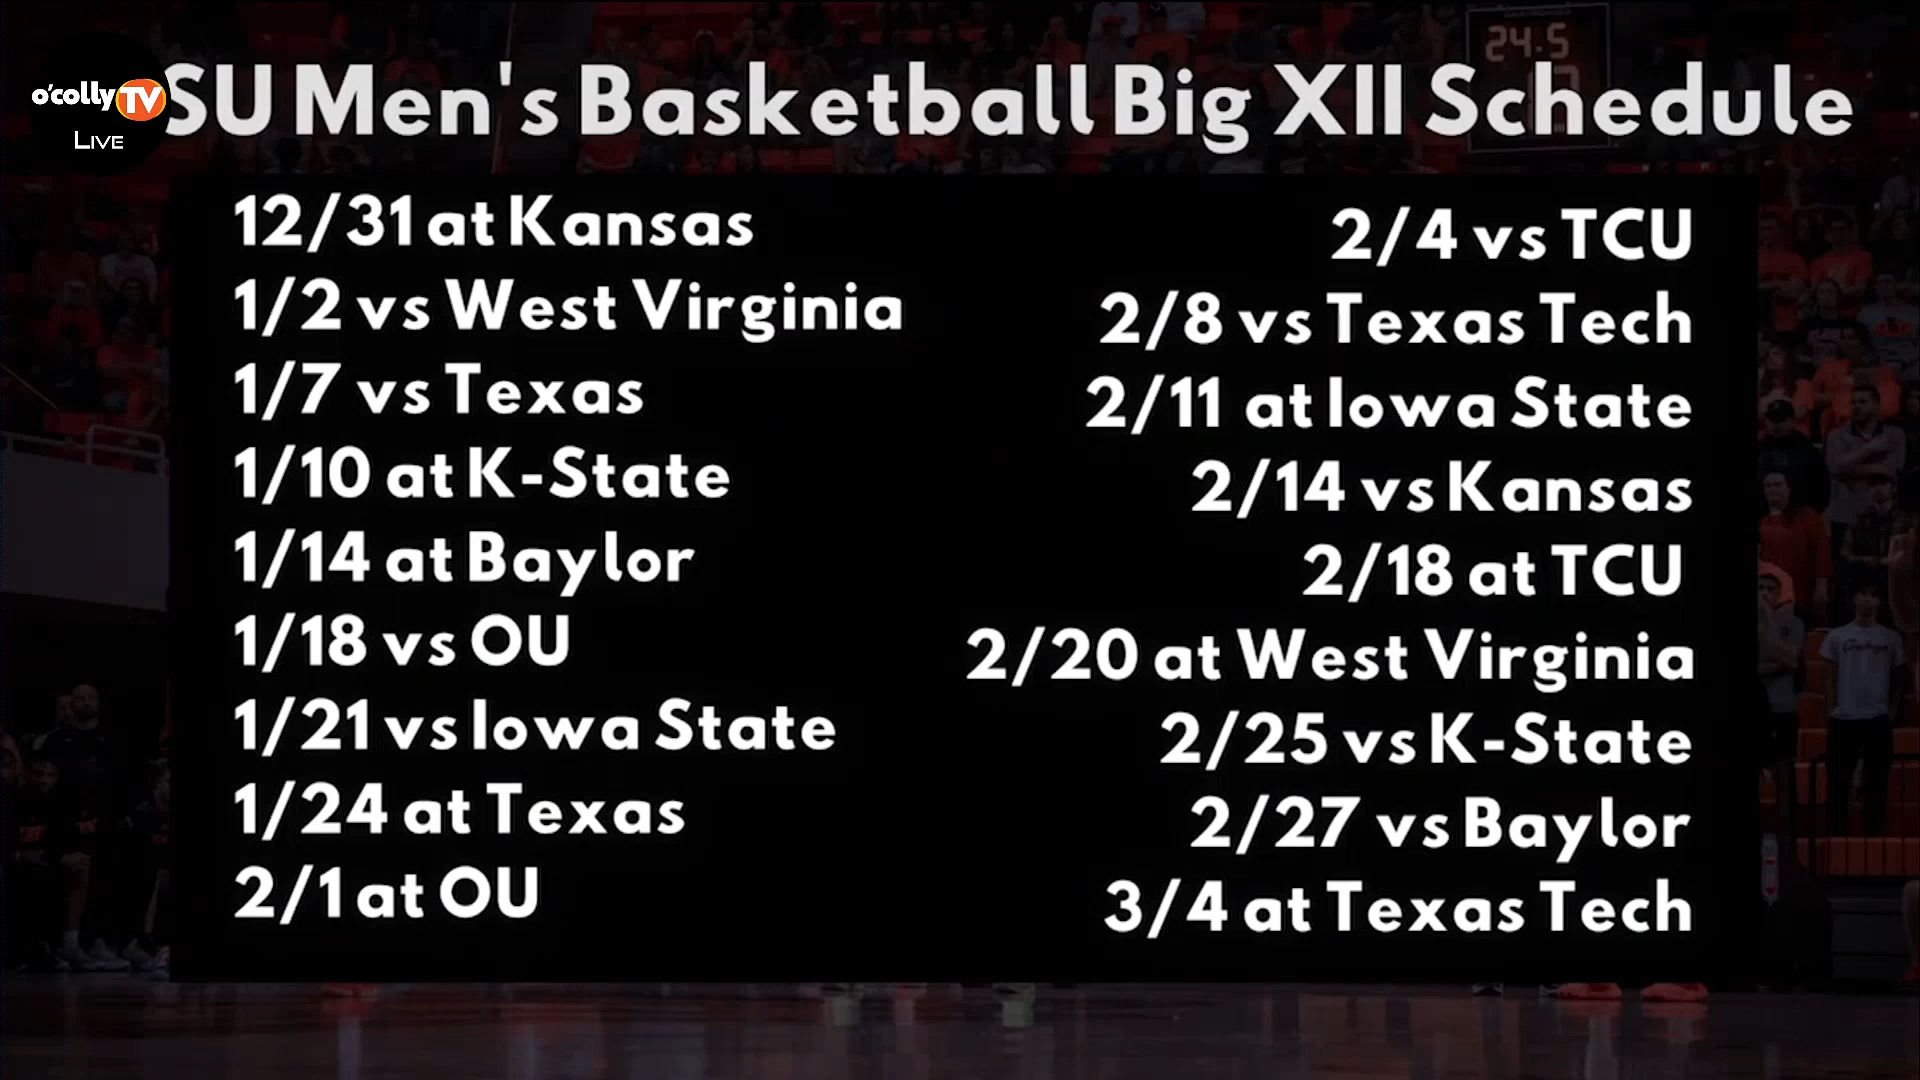 o'colly TV
LIVE
SU Men's Basketball Big XII Schedule
24.5
12/31 at Kansas
1/2 vs West Virginia
1/7 vs Texas
1/10 at K-State
1/14 at Baylor
1/18 vs OU
1/21 vs Iowa State
1/24 at Texas
2/1 at OU
2/4 vs TCU
2/8 vs Texas Tech
2/11 at Iowa State
2/14 vs Kansas
2/18 at TCU
2/20 at West Virginia
2/25 vs K-State
2/27 vs Baylor
3/4 at Texas Tech